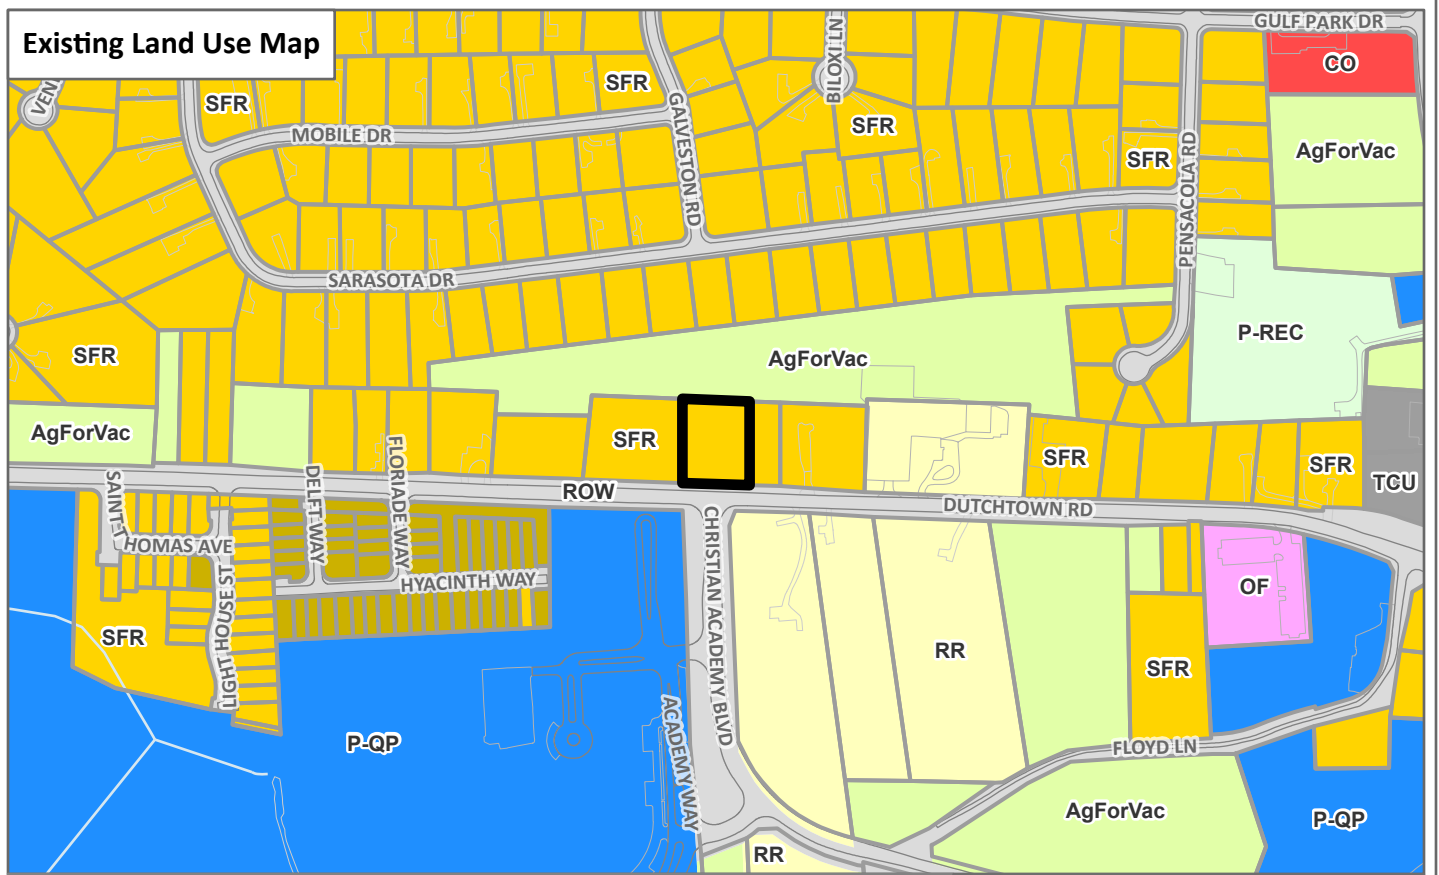 Existing Land Use Map
GULF PARK DR
CO
VEN
SFR
SFR
BILOXI LN
MOBILE DR
GALVESTON RD
SFR
SFR
PENSACOLA RD
AgForVac
SARASOTA DR
P-REC
SFR
AgForVac
AgForVac
SFR
SFR
SFR
TCU
ROW
DUTCHTOWN RD
SAINT T
HOMAS AVE
DELFT WAY
FLORIADE WAY
HYACINTH WAY
LIGHTHOUSE ST
SFR
CHRISTIAN ACADEMY BLVD
OF
RR
SFR
P-QP
ACADEMY WAY
FLOYD LN
AgForVac
P-QP
RR